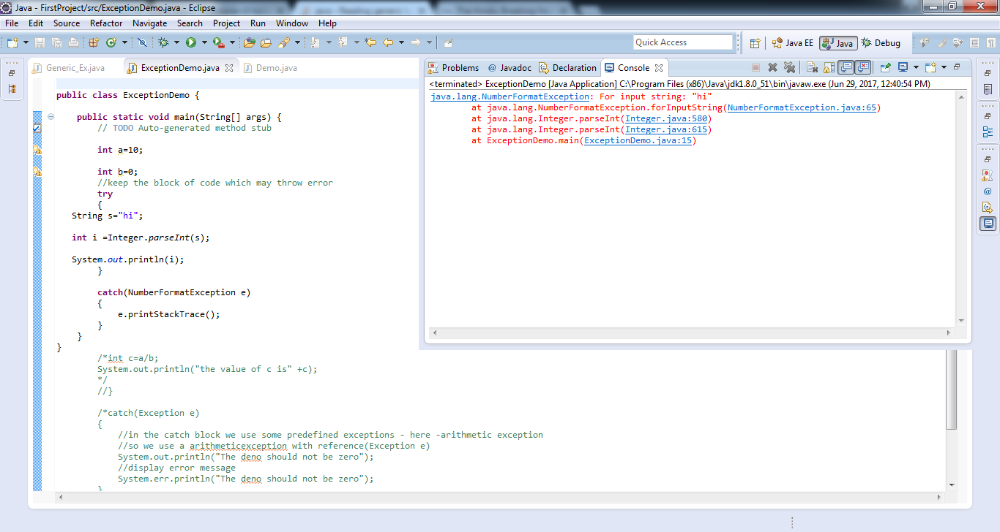 Java - FirstProject/src/ExceptionDemo.java - Eclipse
File Edit Source Refactor Navigate Search Project Run Window Help
Quick Access
Java EE
Java
Debug
Generic_Ex.java
ExceptionDemo.java
Demo.java
public class ExceptionDemo {
public static void main(String[] args) {
// TODO Auto-generated method stub
int a=10;
int b=0;
//keep the block of code which may throw error
try
{
String s="hi";
int i =Integer.parseInt(s);
System.out.println(i);
}
catch(NumberFormatException e)
{
e.printStackTrace();
}
}
}
/*int c=a/b;
System.out.println("the value of c is" +c);
*/
//}
/*catch(Exception e)
{
//in the catch block we use some predefined exceptions - here -arithmetic exception
//so we use a arithmeticexception with reference(Exception e)
System.out.println("The deno should not be zero");
//display error message
System.err.println("The deno should not be zero");
}
Problems
@ Javadoc
Declaration
Console
<terminated> ExceptionDemo [Java Application] C:\Program Files (x86)\Java\jdk1.8.0_51\bin\javaw.exe (Jun 29, 2017, 12:40:54 PM)
java.lang.NumberFormatException: For input string: "hi"
at java.lang.NumberFormatException.forInputString(NumberFormatException.java:65)
at java.lang.Integer.parseInt(Integer.java:580)
at java.lang.Integer.parseInt(Integer.java:615)
at ExceptionDemo.main(ExceptionDemo.java:15)